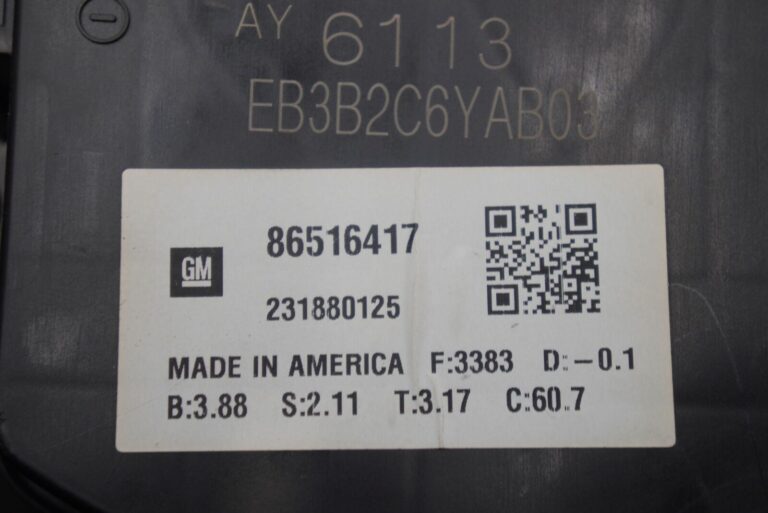 AY 6113
EB3B2C6YAB03
86516417
GM
231880125
MADE IN AMERICA F:3383 D:-0.1
B:3.88 S:2.11 T:3.17 C:60.7